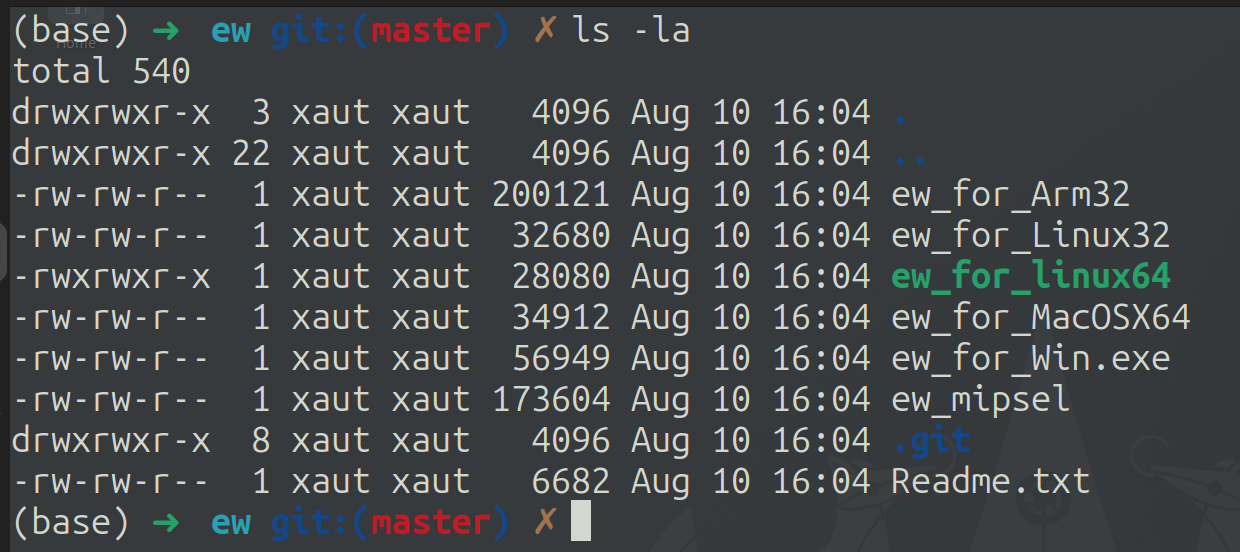 (base) ➜ ew git:(master) ✗ ls -la
Home
total 540
drwxrwxr-x  3 xaut xaut   4096 Aug 10 16:04 .
drwxrwxr-x 22 xaut xaut   4096 Aug 10 16:04 ..
-rw-rw-r--  1 xaut xaut 200121 Aug 10 16:04 ew_for_Arm32
-rw-rw-r--  1 xaut xaut  32680 Aug 10 16:04 ew_for_Linux32
-rwxrwxr-x  1 xaut xaut  28080 Aug 10 16:04 ew_for_linux64
-rw-rw-r--  1 xaut xaut  34912 Aug 10 16:04 ew_for_MacOSX64
-rw-rw-r--  1 xaut xaut  56949 Aug 10 16:04 ew_for_Win.exe
-rw-rw-r--  1 xaut xaut 173604 Aug 10 16:04 ew_mipsel
drwxrwxr-x  8 xaut xaut   4096 Aug 10 16:04 .git
-rw-rw-r--  1 xaut xaut   6682 Aug 10 16:04 Readme.txt
(base) ➜ ew git:(master) ✗